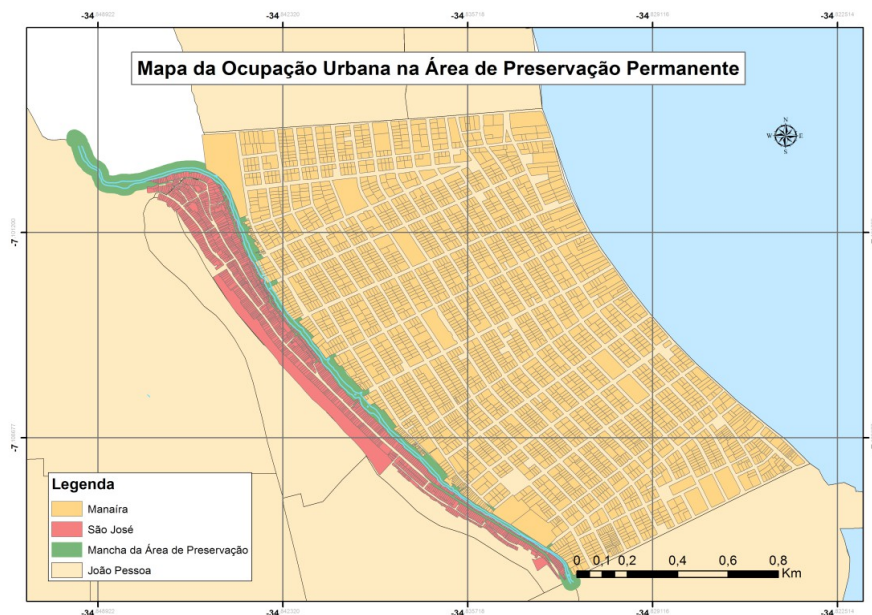 -34 -34 -34 -34 -34
Mapa da Ocupação Urbana na Área de Preservação Permanente
N
W E
S
-7
-7
Legenda
Manaíra
São José
Mancha da Área de Preservação
João Pessoa
0 0,1 0,2 0,4 0,6 0,8
Km
-34 -34 -34 -34 -34